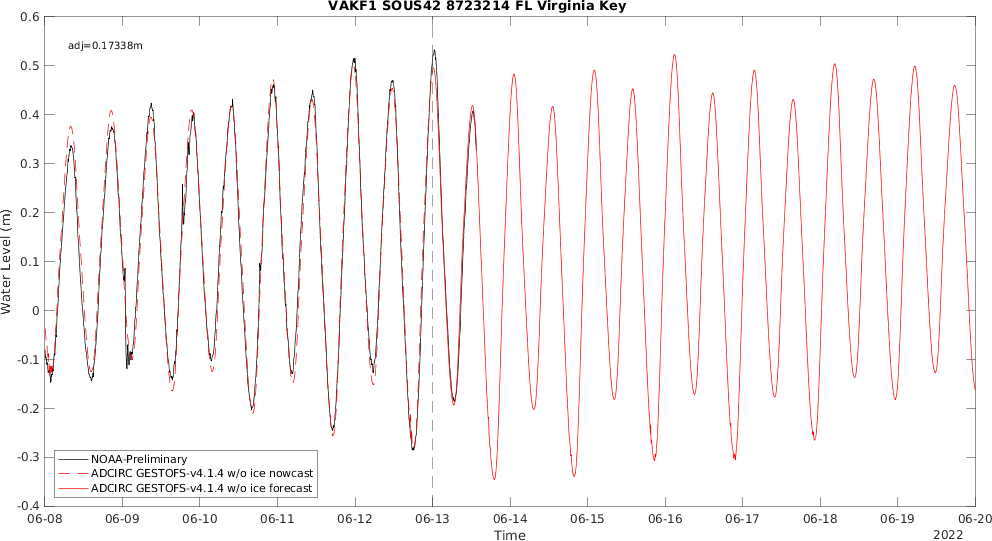 VAKF1 SOUS42 8723214 FL Virginia Key
adj=0.17338m
Water Level (m)
0.6
0.5
0.4
0.3
0.2
0.1
0
-0.1
-0.2
-0.3
-0.4
NOAA-Preliminary
ADCIRC GESTOFS-v4.1.4 w/o ice nowcast
ADCIRC GESTOFS-v4.1.4 w/o ice forecast
06-08 06-09 06-10 06-11 06-12 06-13 06-14 06-15 06-16 06-17 06-18 06-19 06-20
Time
2022